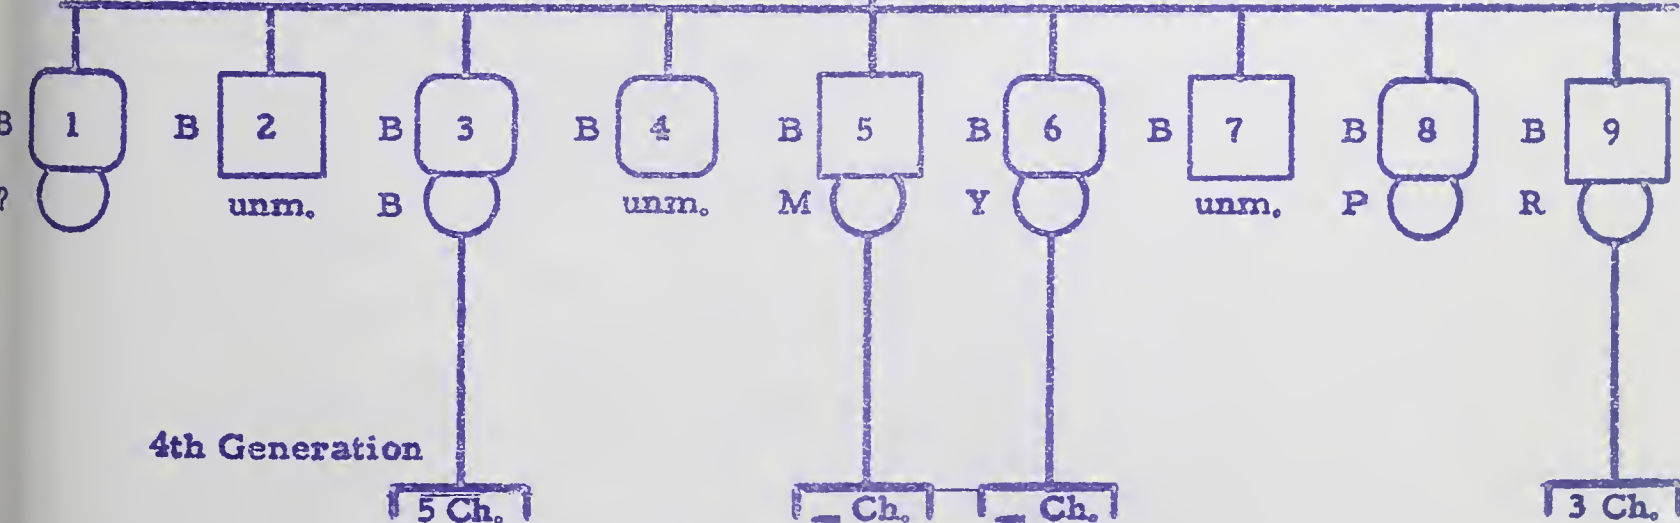 B 1 B 2 B 3 B 4 B 5 B 6 B 7 B 8 B 9
? unm. B unm. M Y unm. P R
4th Generation
5 Ch. _ Ch. _ Ch. 3 Ch.